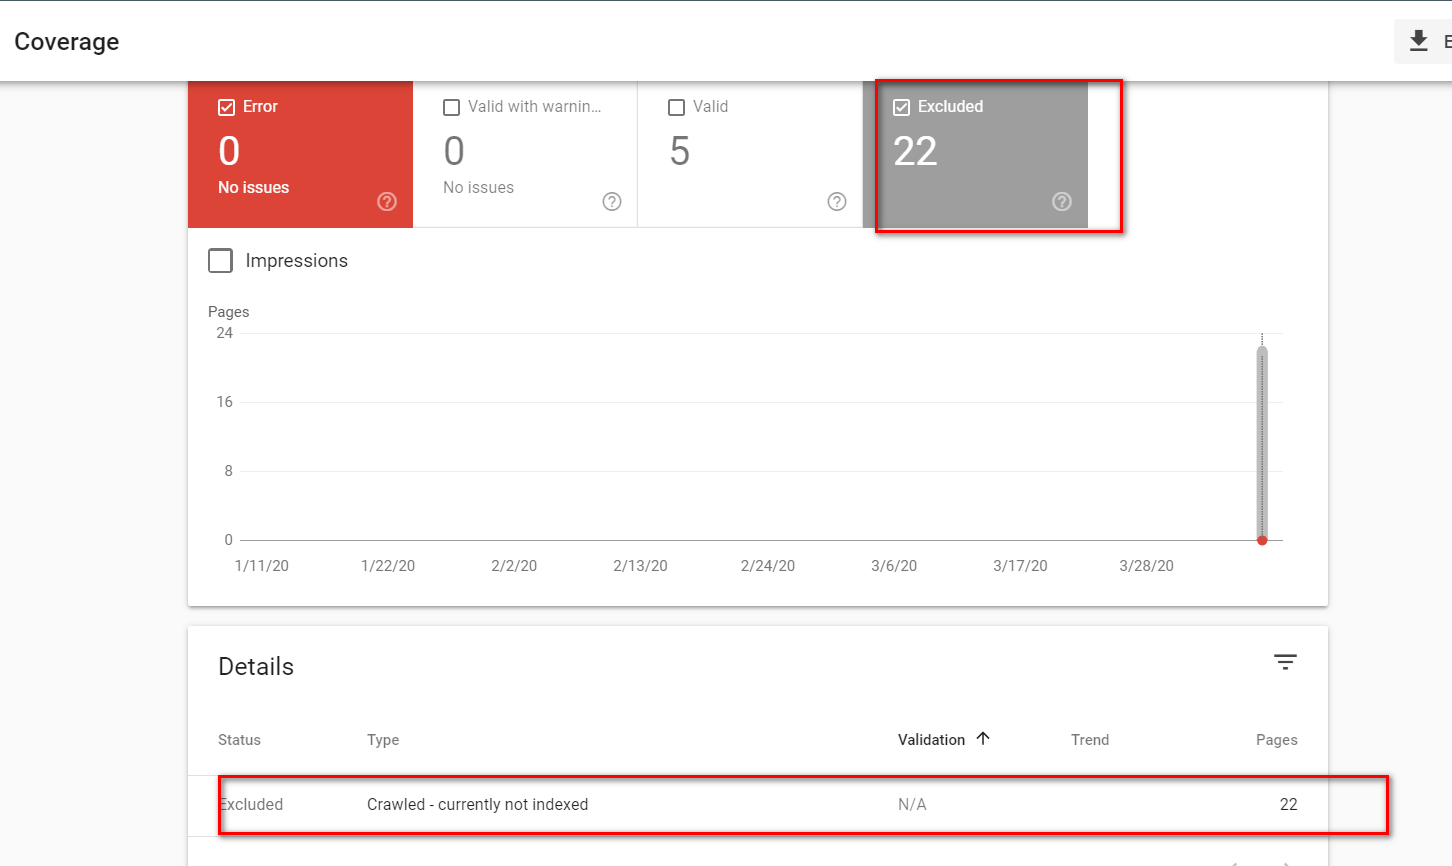 Coverage
E
Error
0
No issues
Valid with warnin...
0
No issues
Valid
5
Excluded
22
Impressions
Pages
24
16
8
0
1/11/20 1/22/20 2/2/20 2/13/20 2/24/20 3/6/20 3/17/20 3/28/20
Details
Status Type Validation Trend Pages
Excluded Crawled - currently not indexed N/A 22